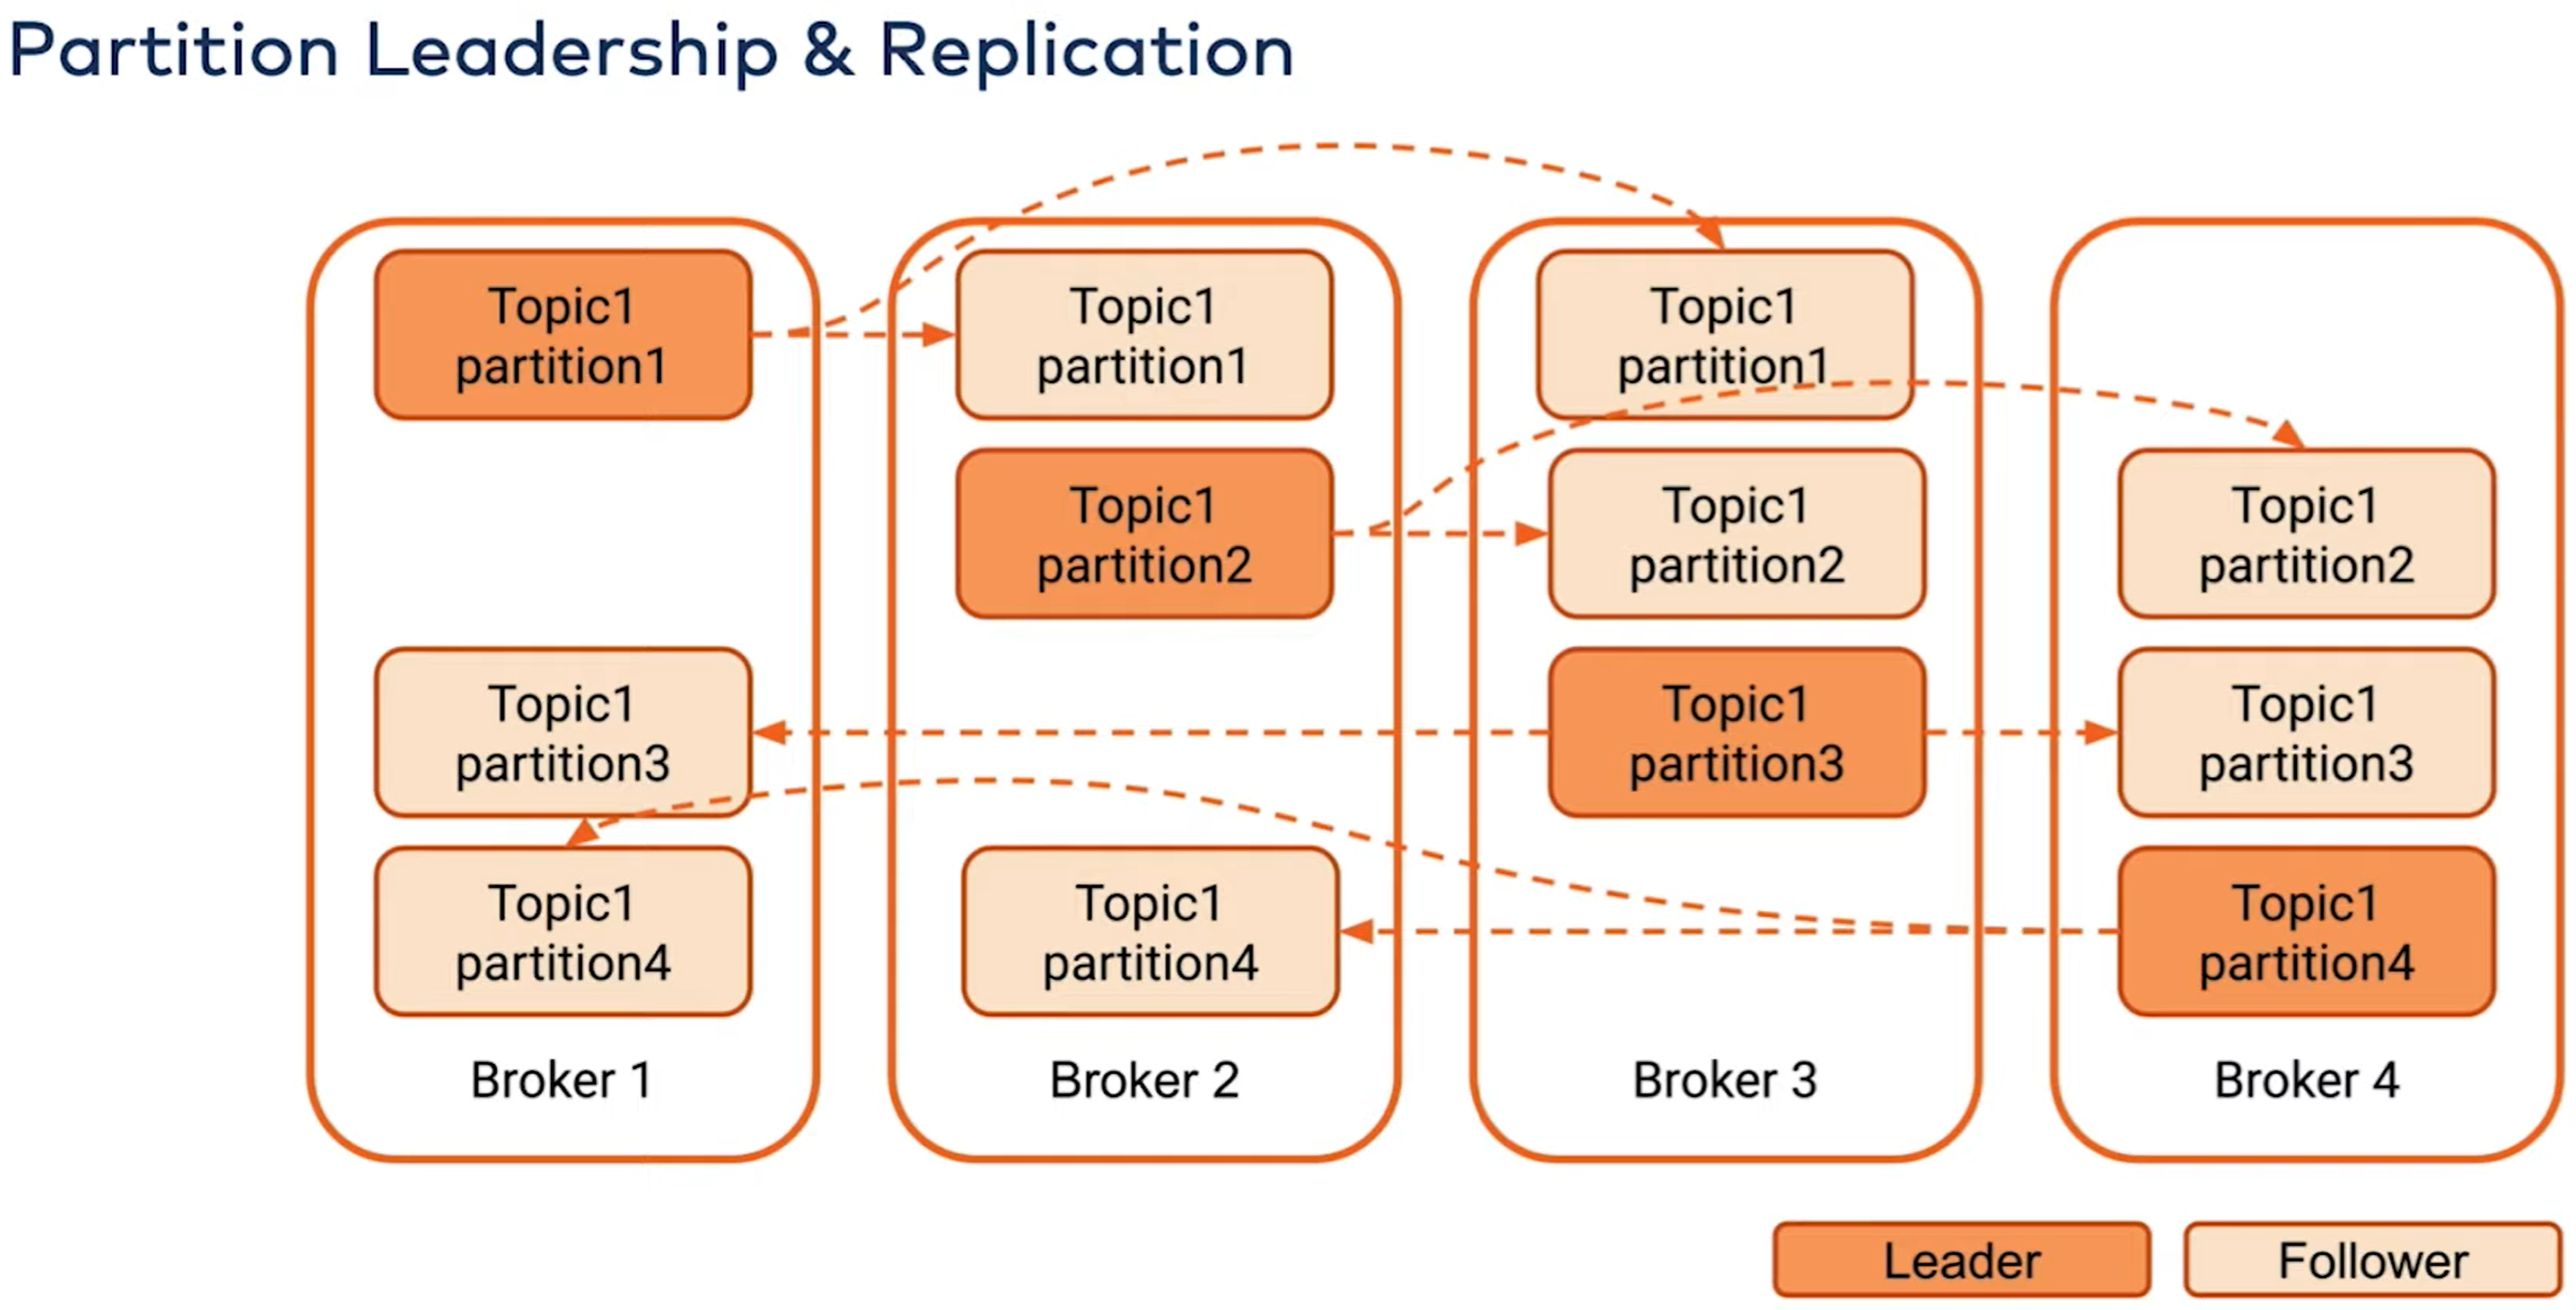 Partition Leadership & Replication
Topic1
partition1
Topic1
partition3
Topic1
partition4
Broker 1
Topic1
partition1
Topic1
partition2
Topic1
partition4
Broker 2
Topic1
partition1
Topic1
partition2
Topic1
partition3
Broker 3
Topic1
partition2
Topic1
partition3
Topic1
partition4
Broker 4
Leader
Follower